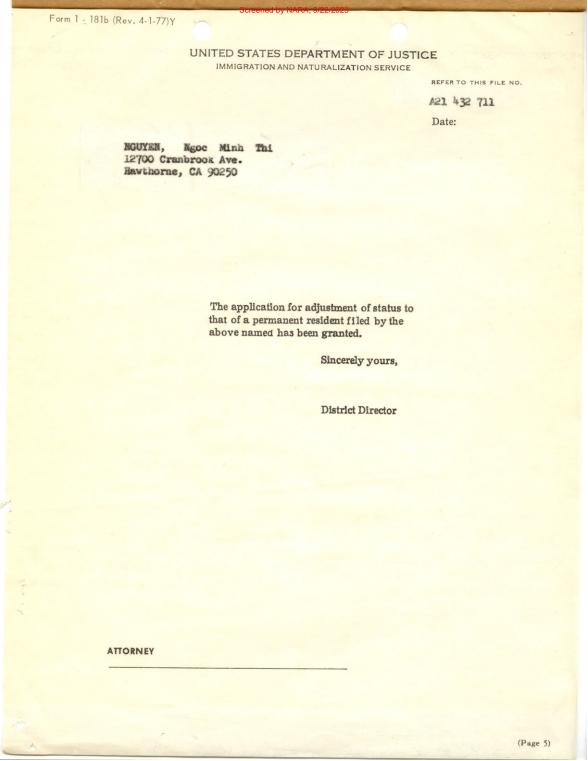 Screened by NARA, 9/22/2023
Form 1 - 181b (Rev. 4-1-77)Y
UNITED STATES DEPARTMENT OF JUSTICE
IMMIGRATION AND NATURALIZATION SERVICE
REFER TO THIS FILE NO.
A21 432 711
Date:
NGUYEN, Ngoc Minh Thi
12700 Cranbrook Ave.
Hawthorne, CA 90250
The application for adjustment of status to
that of a permanent resident filed by the
above named has been granted.
Sincerely yours,
District Director
ATTORNEY
(Page 5)